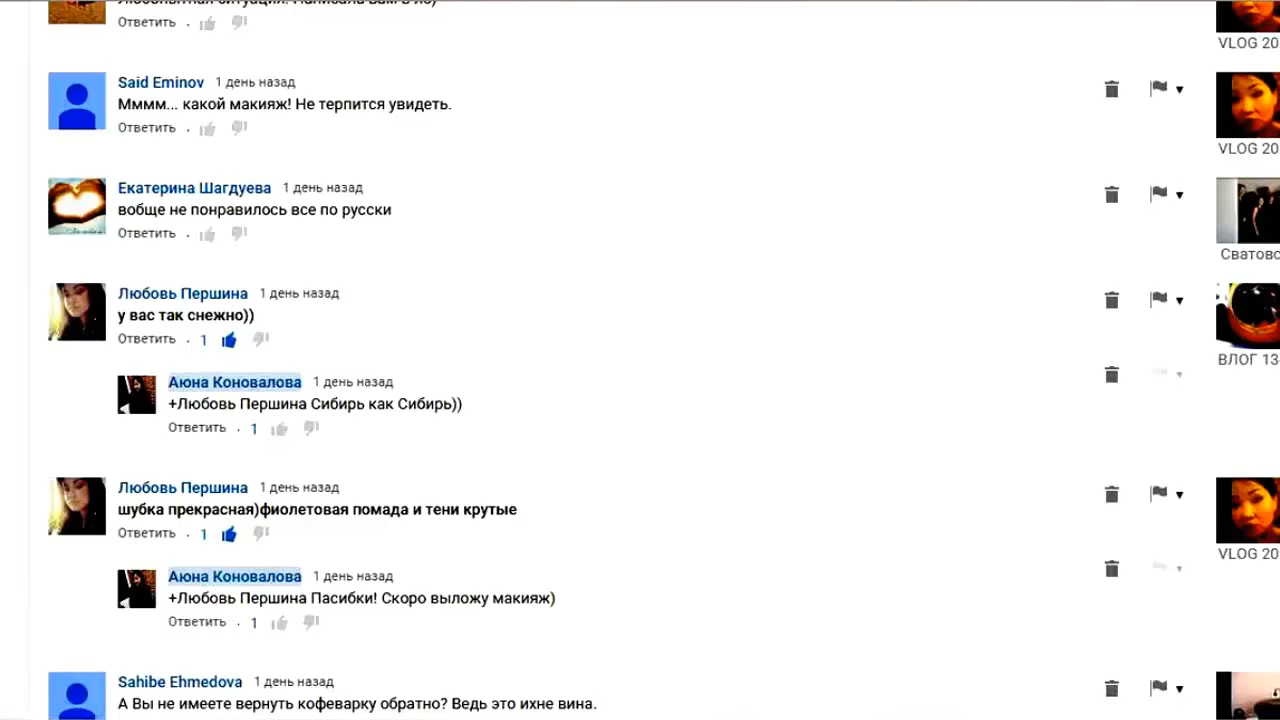 Ответить
VLOG 20
Said Eminov 1 день назад
Мммм... какой макияж! Не терпится увидеть.
Ответить
VLOG 20
Екатерина Шагдуева 1 день назад
вобще не понравилось все по русски
Ответить
Сватовс
Любовь Першина 1 день назад
у вас так снежно))
Ответить 1
ВЛОГ 13
Аюна Коновалова 1 день назад
+Любовь Першина Сибирь как Сибирь))
Ответить 1
Любовь Першина 1 день назад
шубка прекрасная)фиолетовая помада и тени крутые
Ответить 1
VLOG 20
Аюна Коновалова 1 день назад
+Любовь Першина Пасибки! Скоро выложу макияж)
Ответить 1
Sahibe Ehmedova 1 день назад
А Вы не имеете вернуть кофеварку обратно? Ведь это ихне вина.